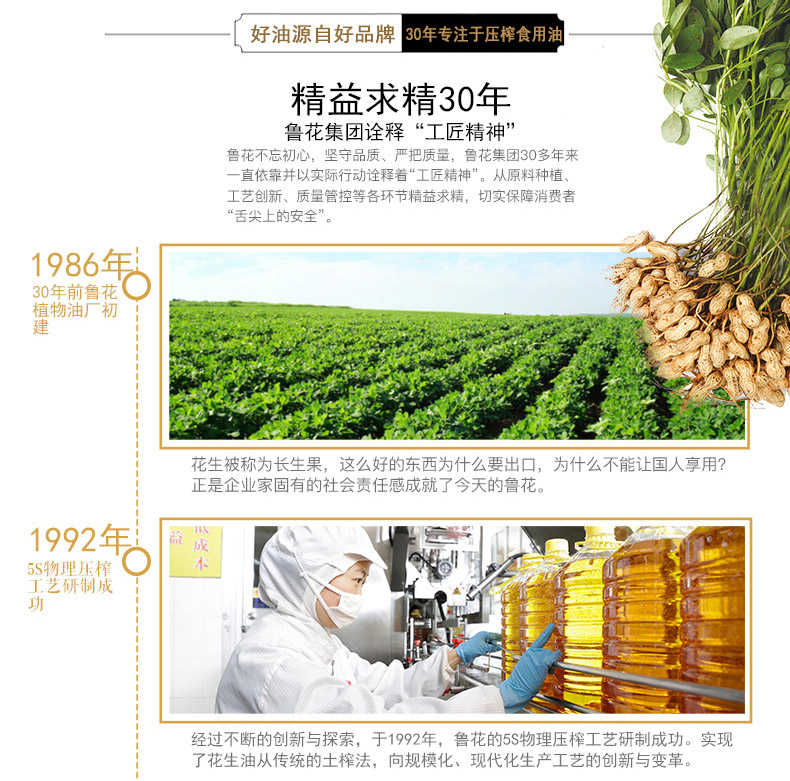 好油源自好品牌 30年专注于压榨食用油
精益求精30年
鲁花集团诠释“工匠精神”
鲁花不忘初心，坚守品质、严把质量，鲁花集团30多年来
一直依靠并以实际行动诠释着“工匠精神”。从原料种植、
工艺创新、质量管控等各环节精益求精，切实保障消费者
“舌尖上的安全”。
1986年
30年前鲁花
植物油厂初
建
花生被称为长生果，这么好的东西为什么要出口，为什么不能让国人享用？
正是企业家固有的社会责任感成就了今天的鲁花。
1992年
5S物理压榨
工艺研制成
功
成本
益
经过不断的创新与探索，于1992年，鲁花的5S物理压榨工艺研制成功。实现
了花生油从传统的土榨法，向规模化、现代化生产工艺的创新与变革。